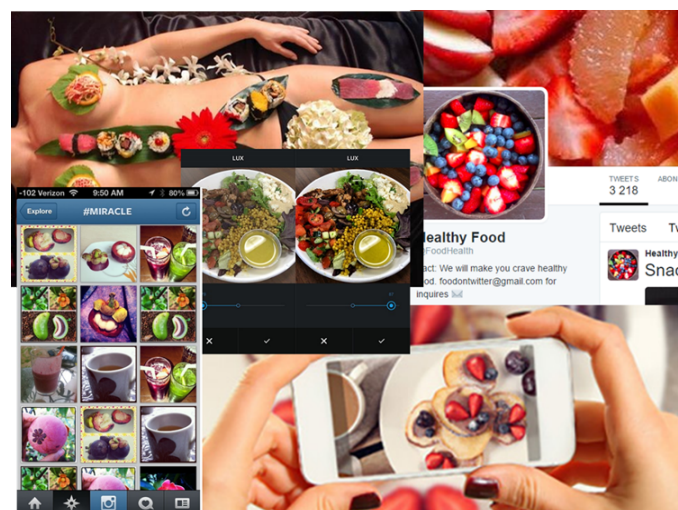 LUX
LUX
-102 Verizon
9:50 AM
80%
Explore
#MIRACLE
TWEETS
3 218
ABON
Tweets
Healthy Food
@FoodHealth
act: We will make you crave healthy
od. foodontwitter@gmail.com for
inquires
Healthy
Snac